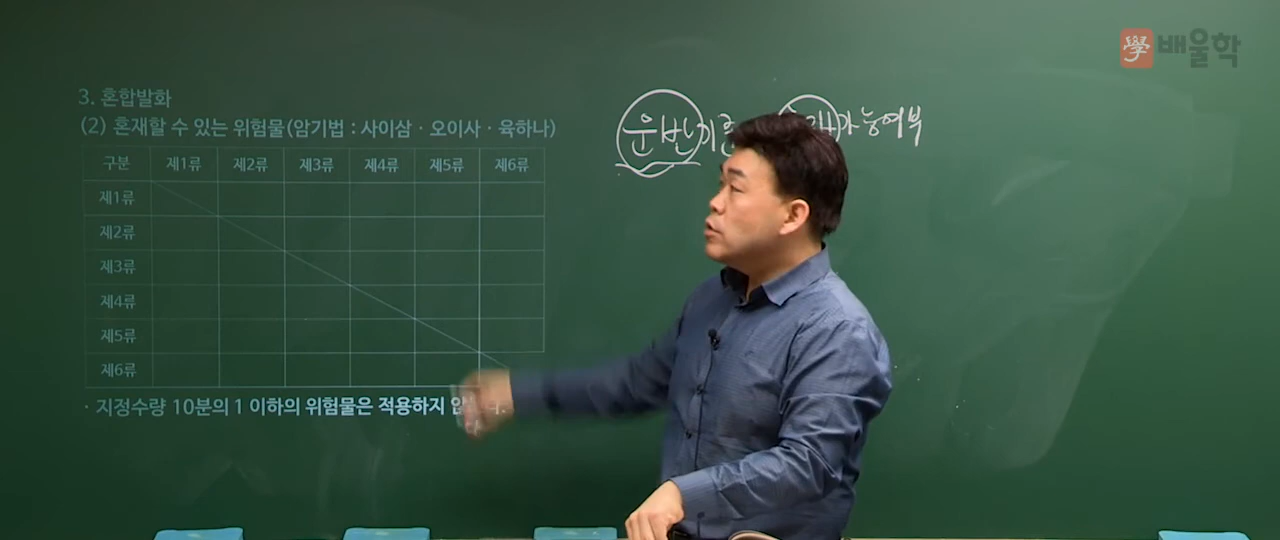 學 배울학
3. 혼합발화
(2) 혼재할 수 있는 위험물(암기법 : 사이삼 · 오이사 · 육하나)
운반 가능여부
구분 제1류 제2류 제3류 제4류 제5류 제6류
제1류
제2류
제3류
제4류
제5류
제6류
· 지정수량 10분의 1 이하의 위험물은 적용하지